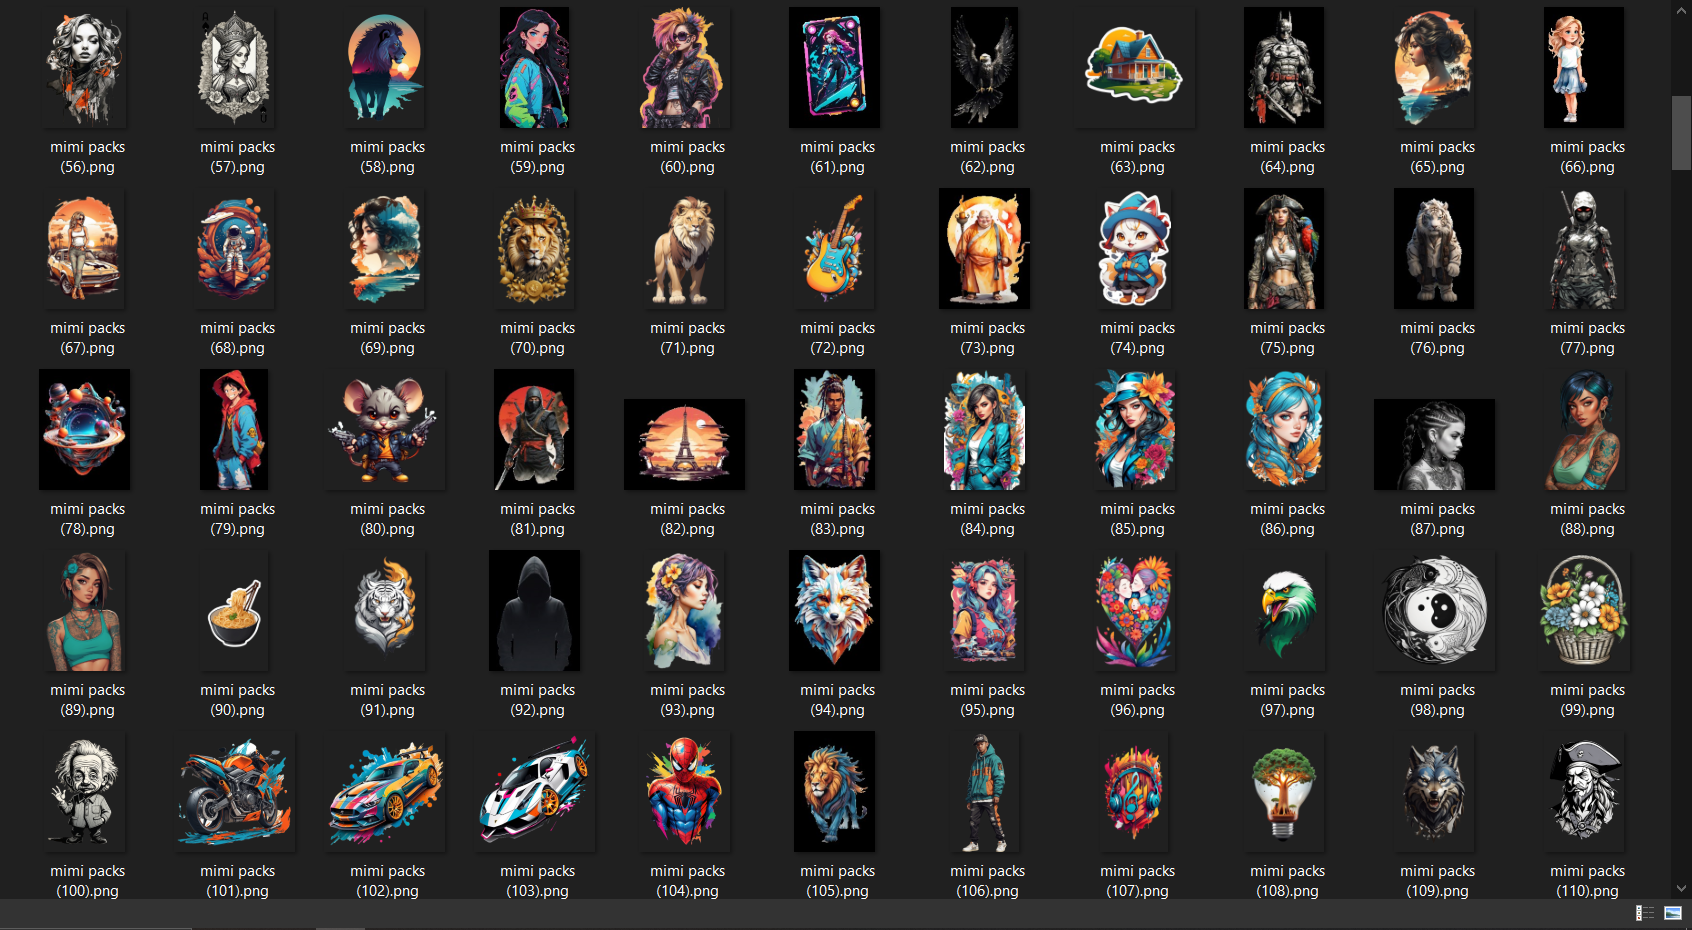 mimi packs
(56).png
mimi packs
(57).png
mimi packs
(58).png
mimi packs
(59).png
mimi packs
(60).png
mimi packs
(61).png
mimi packs
(62).png
mimi packs
(63).png
mimi packs
(64).png
mimi packs
(65).png
mimi packs
(66).png
mimi packs
(67).png
mimi packs
(68).png
mimi packs
(69).png
mimi packs
(70).png
mimi packs
(71).png
mimi packs
(72).png
mimi packs
(73).png
mimi packs
(74).png
mimi packs
(75).png
mimi packs
(76).png
mimi packs
(77).png
mimi packs
(78).png
mimi packs
(79).png
mimi packs
(80).png
mimi packs
(81).png
mimi packs
(82).png
mimi packs
(83).png
mimi packs
(84).png
mimi packs
(85).png
mimi packs
(86).png
mimi packs
(87).png
mimi packs
(88).png
mimi packs
(89).png
mimi packs
(90).png
mimi packs
(91).png
mimi packs
(92).png
mimi packs
(93).png
mimi packs
(94).png
mimi packs
(95).png
mimi packs
(96).png
mimi packs
(97).png
mimi packs
(98).png
mimi packs
(99).png
mimi packs
(100).png
mimi packs
(101).png
mimi packs
(102).png
mimi packs
(103).png
mimi packs
(104).png
mimi packs
(105).png
mimi packs
(106).png
mimi packs
(107).png
mimi packs
(108).png
mimi packs
(109).png
mimi packs
(110).png